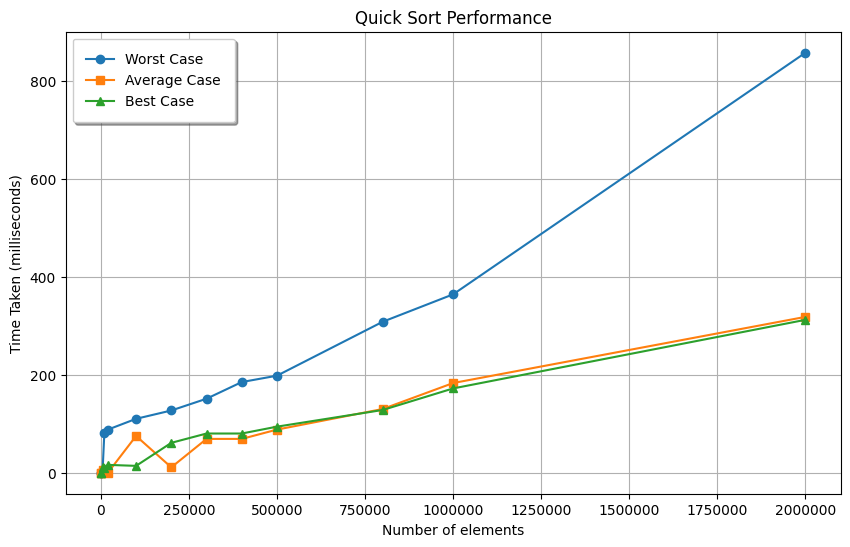 Quick Sort Performance
Worst Case
Average Case
Best Case
800
600
400
200
0
Time Taken (milliseconds)
0 250000 500000 750000 1000000 1250000 1500000 1750000 2000000
Number of elements